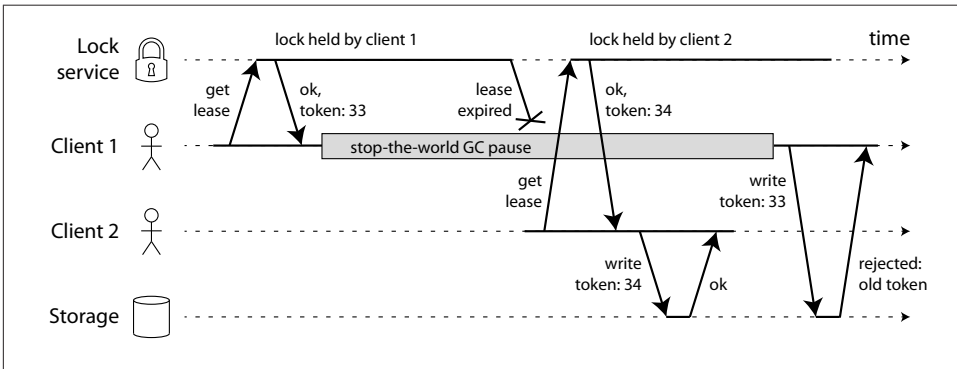 Lock
service
lock held by client 1
lock held by client 2
time
get
lease
ok,
token: 33
lease
expired
ok,
token: 34
Client 1
stop-the-world GC pause
get
lease
write
token: 33
Client 2
write
token: 34
ok
rejected:
old token
Storage